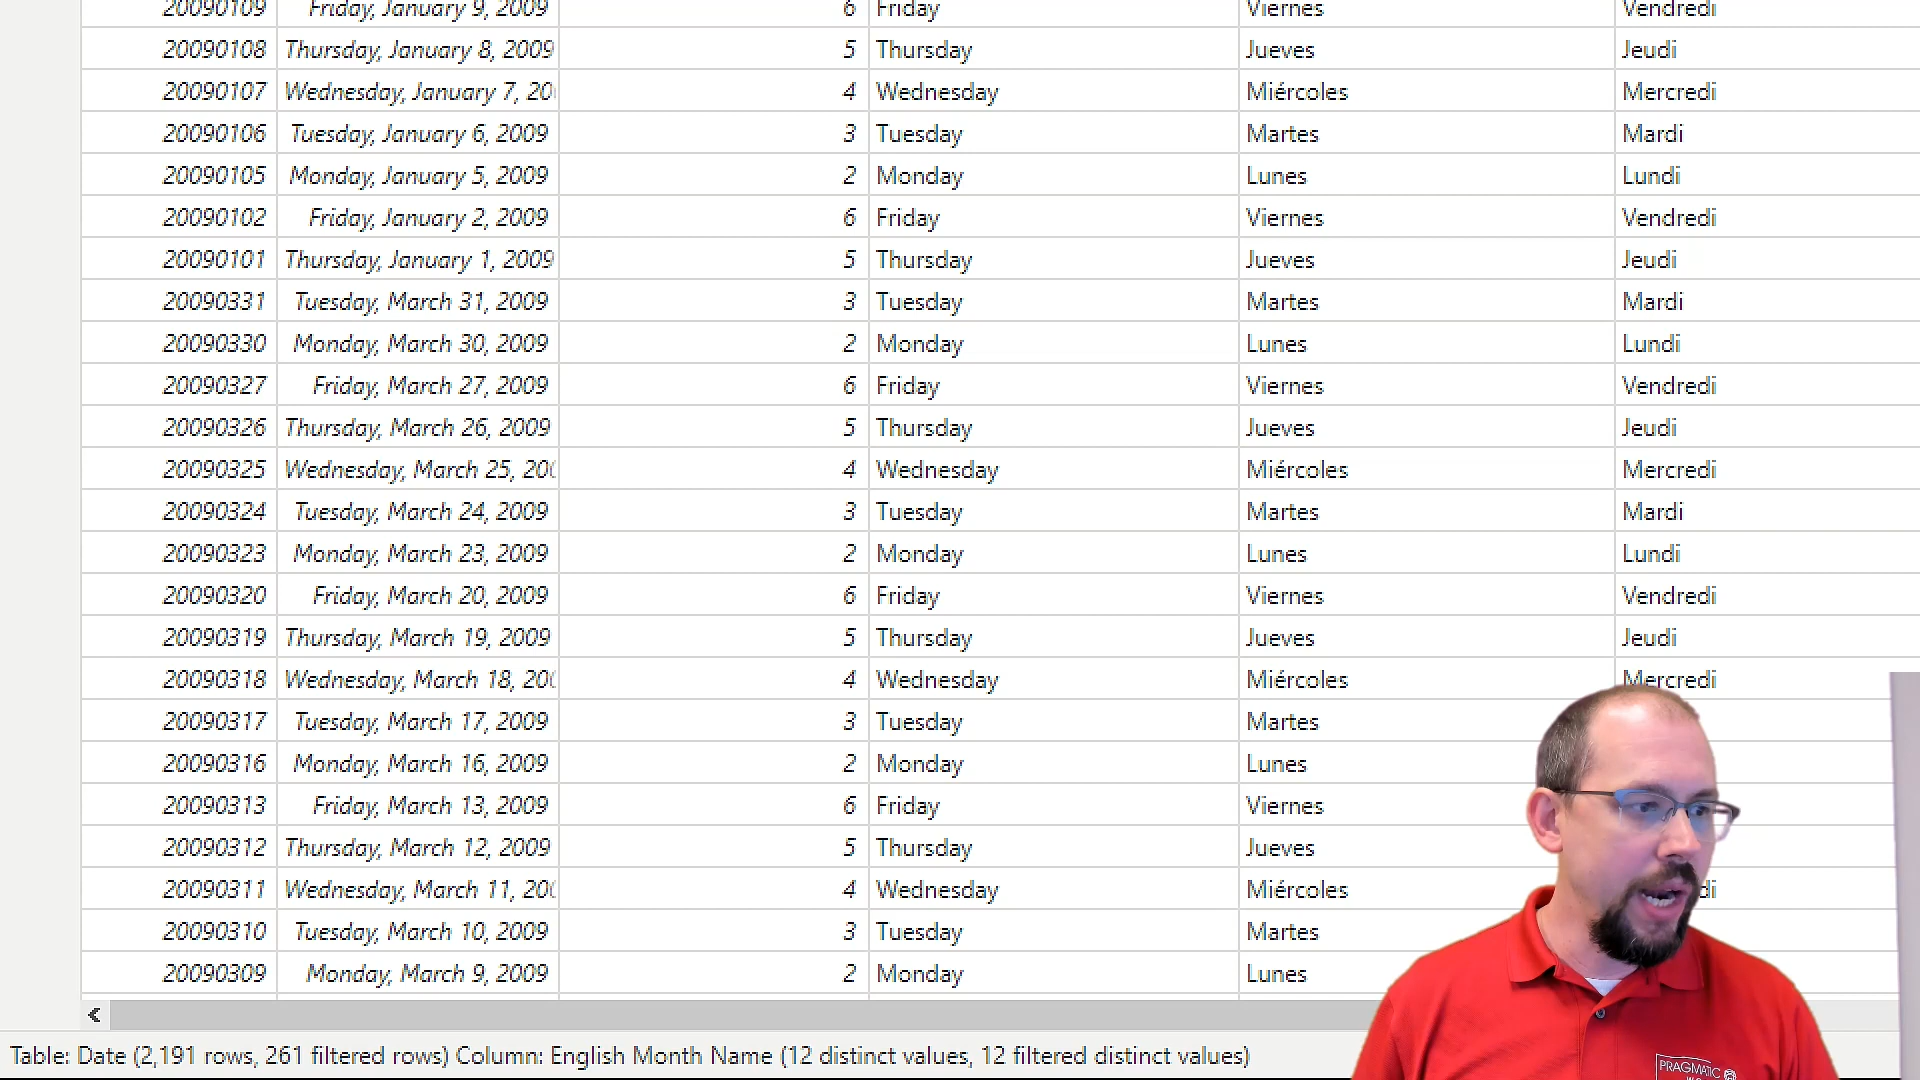 20090109 Friday, January 9, 2009 6 Friday Viernes Vendredi
20090108 Thursday, January 8, 2009 5 Thursday Jueves Jeudi
20090107 Wednesday, January 7, 20 4 Wednesday Miércoles Mercredi
20090106 Tuesday, January 6, 2009 3 Tuesday Martes Mardi
20090105 Monday, January 5, 2009 2 Monday Lunes Lundi
20090102 Friday, January 2, 2009 6 Friday Viernes Vendredi
20090101 Thursday, January 1, 2009 5 Thursday Jueves Jeudi
20090331 Tuesday, March 31, 2009 3 Tuesday Martes Mardi
20090330 Monday, March 30, 2009 2 Monday Lunes Lundi
20090327 Friday, March 27, 2009 6 Friday Viernes Vendredi
20090326 Thursday, March 26, 2009 5 Thursday Jueves Jeudi
20090325 Wednesday, March 25, 200 4 Wednesday Miércoles Mercredi
20090324 Tuesday, March 24, 2009 3 Tuesday Martes Mardi
20090323 Monday, March 23, 2009 2 Monday Lunes Lundi
20090320 Friday, March 20, 2009 6 Friday Viernes Vendredi
20090319 Thursday, March 19, 2009 5 Thursday Jueves Jeudi
20090318 Wednesday, March 18, 200 4 Wednesday Miércoles Mercredi
20090317 Tuesday, March 17, 2009 3 Tuesday Martes
20090316 Monday, March 16, 2009 2 Monday Lunes
20090313 Friday, March 13, 2009 6 Friday Viernes
20090312 Thursday, March 12, 2009 5 Thursday Jueves
20090311 Wednesday, March 11, 200 4 Wednesday Miércoles di
20090310 Tuesday, March 10, 2009 3 Tuesday Martes
20090309 Monday, March 9, 2009 2 Monday Lunes
Table: Date (2,191 rows, 261 filtered rows) Column: English Month Name (12 distinct values, 12 filtered distinct values)
PRAGMATIC